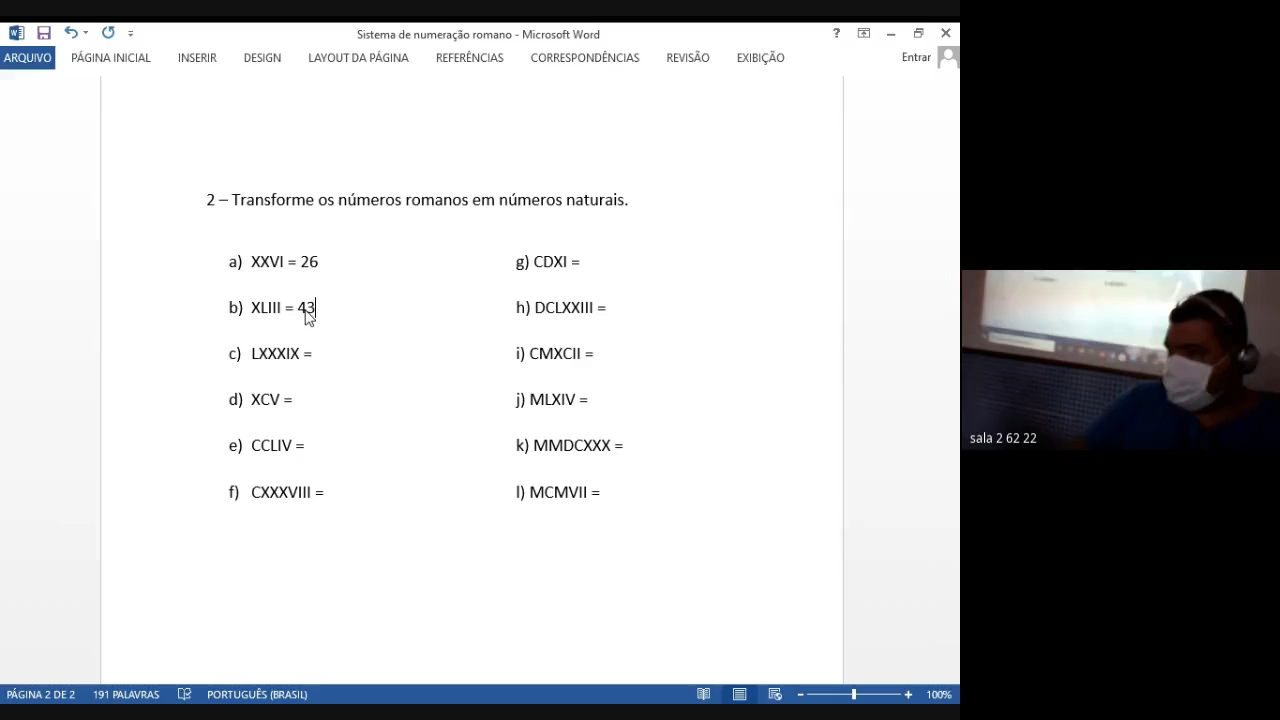 Sistema de numeração romano - Microsoft Word
ARQUIVO PÁGINA INICIAL INSERIR DESIGN LAYOUT DA PÁGINA REFERÊNCIAS CORRESPONDÊNCIAS REVISÃO EXIBIÇÃO Entrar
2 – Transforme os números romanos em números naturais.
a) XXVI = 26
b) XLIII = 43
c) LXXXIX =
d) XCV =
e) CCLIV =
f) CXXXVIII =
g) CDXI =
h) DCLXXIII =
i) CMXCII =
j) MLXIV =
k) MMDCXXX =
l) MCMVII =
sala 2 62 22
PÁGINA 2 DE 2 191 PALAVRAS PORTUGUÊS (BRASIL) 100%